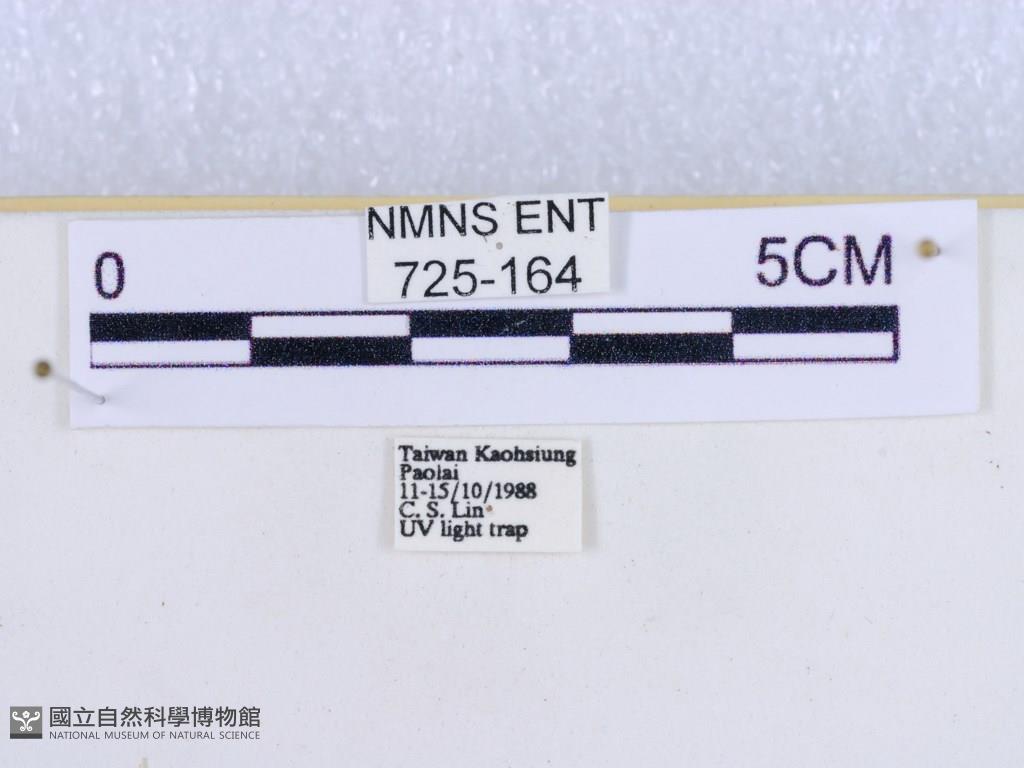 NMNS ENT
725-164
0
5CM
Taiwan Kaohsiung
Paolai
11-15/10/1988
C. S. Lin
UV light trap
國立自然科學博物館
NATIONAL MUSEUM OF NATURAL SCIENCE